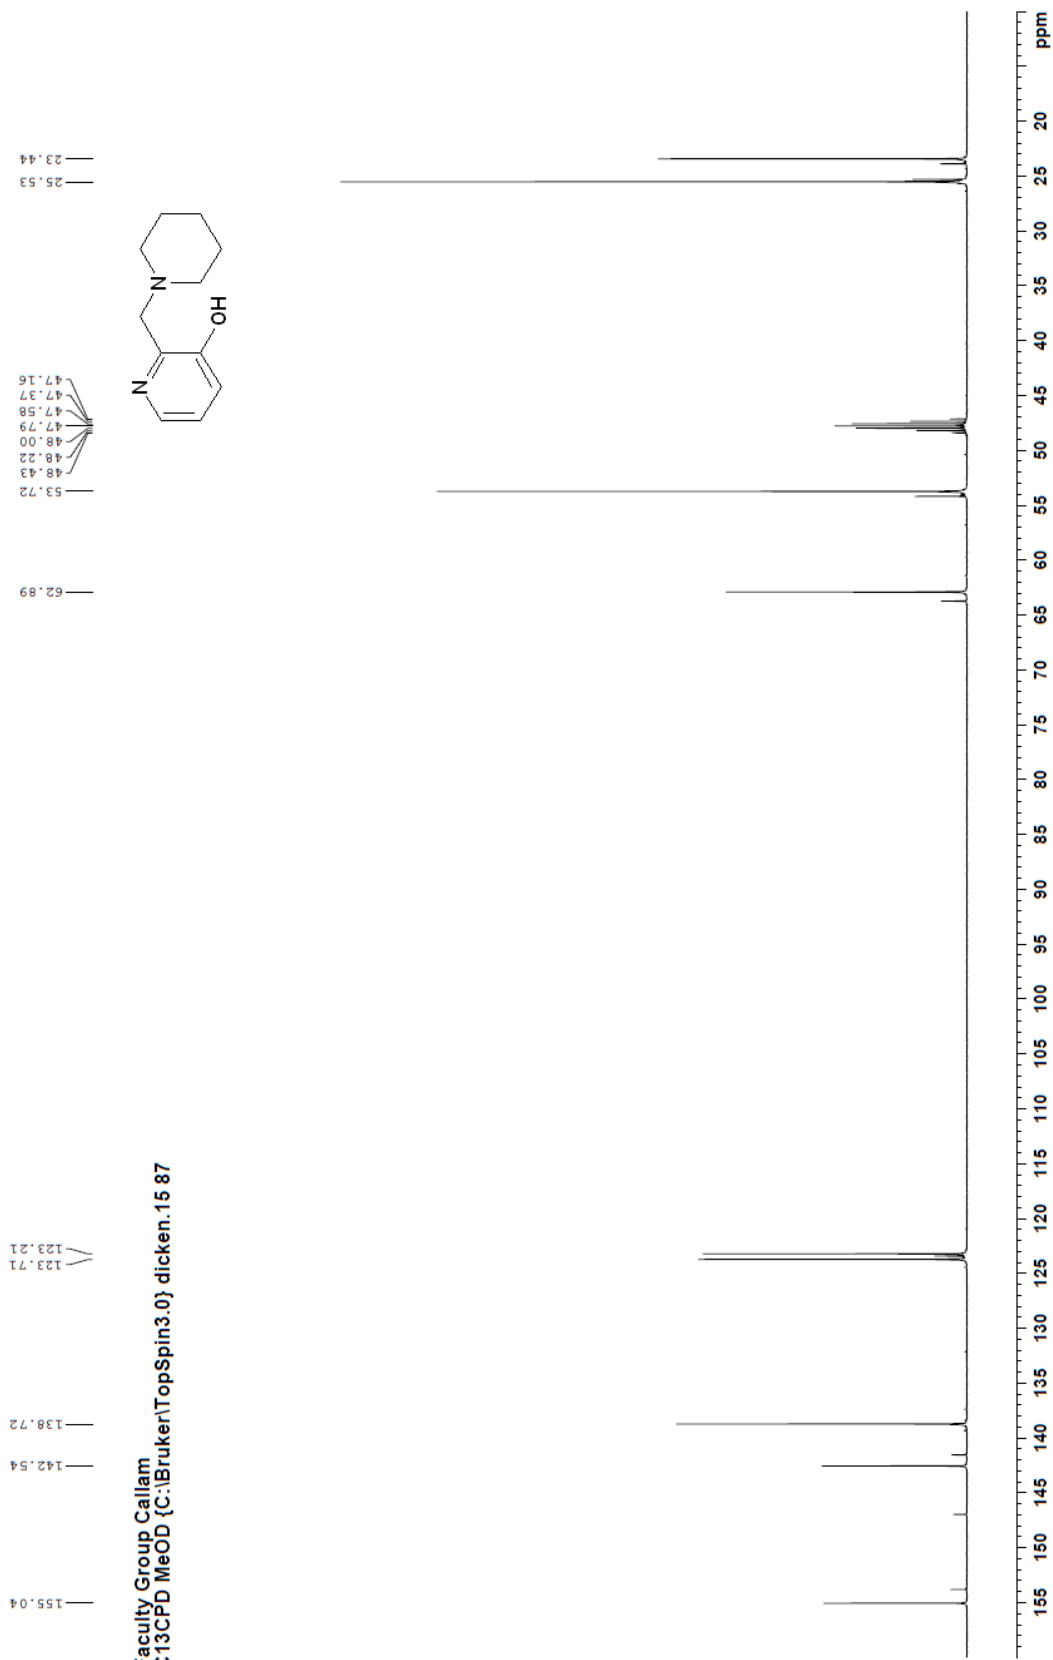 155.04
142.54
138.72
123.71
123.21
62.89
53.72
48.43
48.22
48.00
47.79
47.58
47.37
47.16
25.53
23.44
Faculty Group Callam
C13CPD MeOD {C:\Bruker\TopSpin3.0} dicken.15 87
N
N
OH
155 150 145 140 135 130 125 120 115 110 105 100 95 90 85 80 75 70 65 60 55 50 45 40 35 30 25 20 ppm